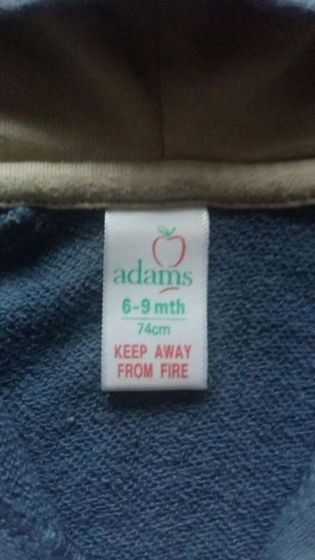 adams
6-9 mth
74cm
KEEP AWAY
FROM FIRE